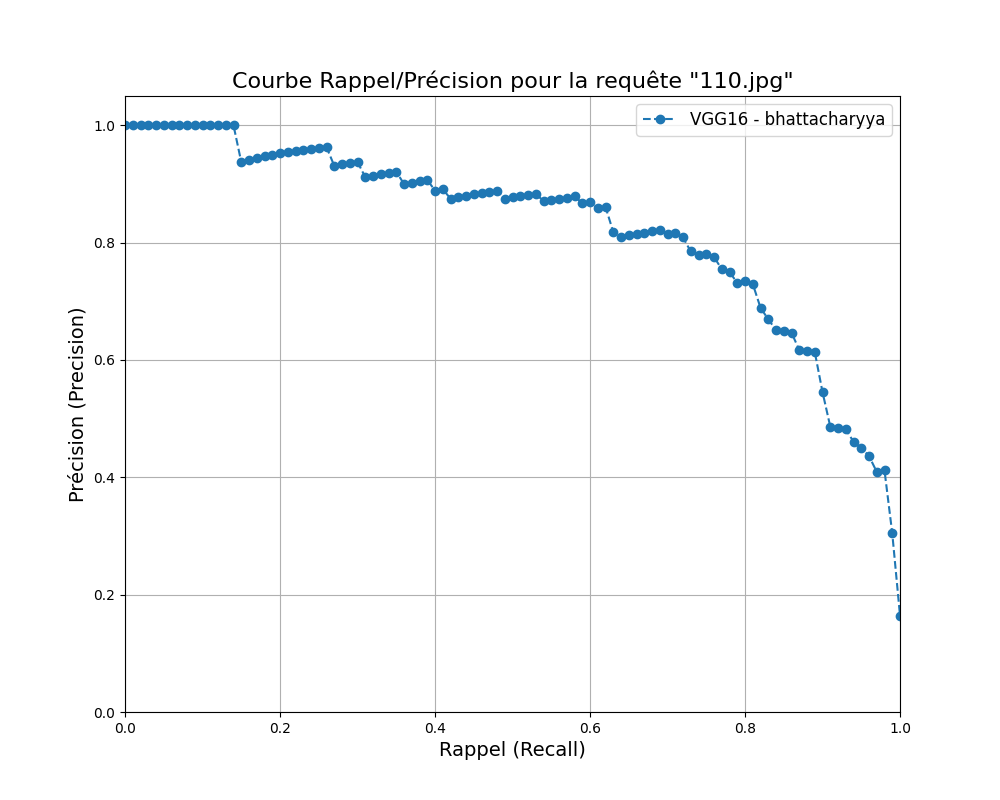 Courbe Rappel/Précision pour la requête "110.jpg"
VGG16 - bhattacharyya
Précision (Precision)
1.0
0.8
0.6
0.4
0.2
0.0
0.0 0.2 0.4 0.6 0.8 1.0
Rappel (Recall)